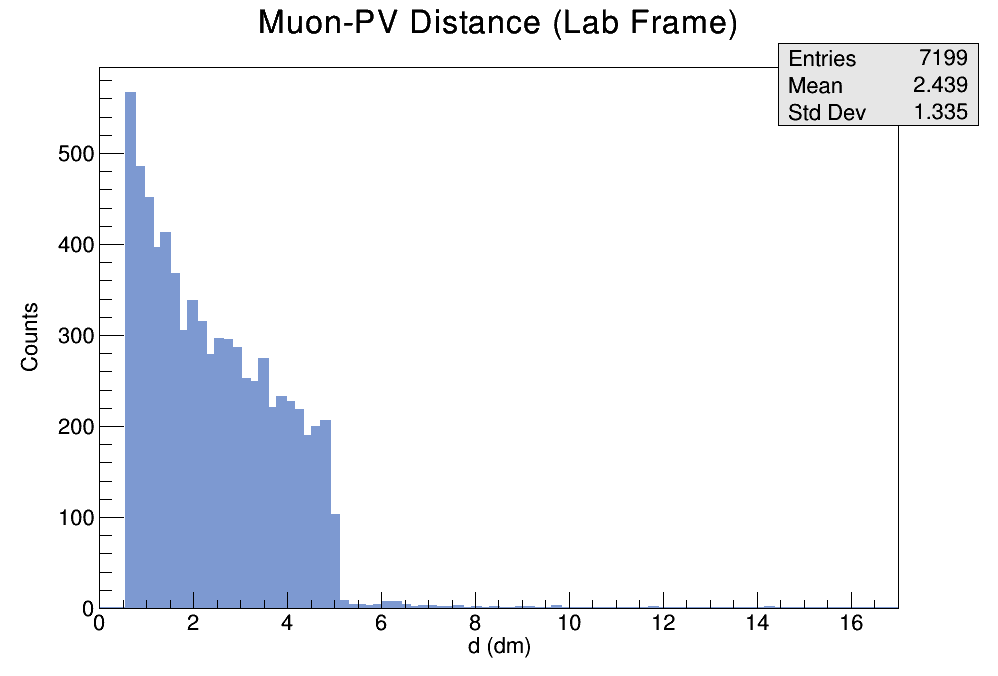 Muon-PV Distance (Lab Frame)
Entries 7199
Mean 2.439
Std Dev 1.335
500
400
300
200
100
0
Counts
0 2 4 6 8 10 12 14 16
d (dm)